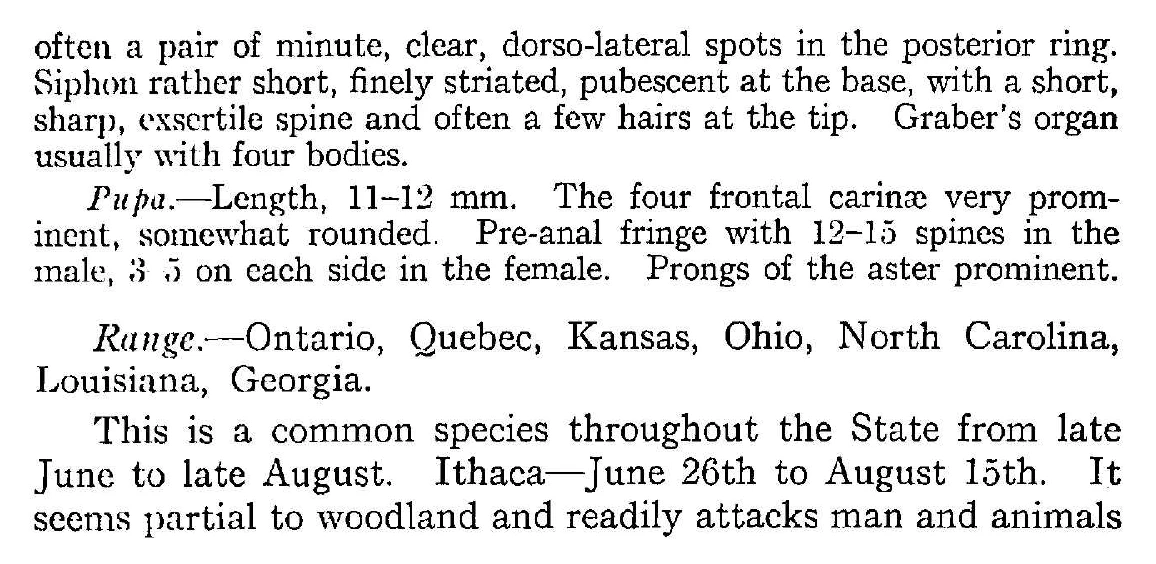 often a pair of minute, clear, dorso-lateral spots in the posterior ring.
Siphon rather short, finely striated, pubescent at the base, with a short,
sharp, exsertile spine and often a few hairs at the tip. Graber's organ
usually with four bodies.
Pupa.—Length, 11–12 mm. The four frontal carinæ very prom-
inent, somewhat rounded. Pre-anal fringe with 12–15 spines in the
male, 3 5 on each side in the female. Prongs of the aster prominent.
Range.—Ontario, Quebec, Kansas, Ohio, North Carolina,
Louisiana, Georgia.
This is a common species throughout the State from late
June to late August. Ithaca—June 26th to August 15th. It
seems partial to woodland and readily attacks man and animals